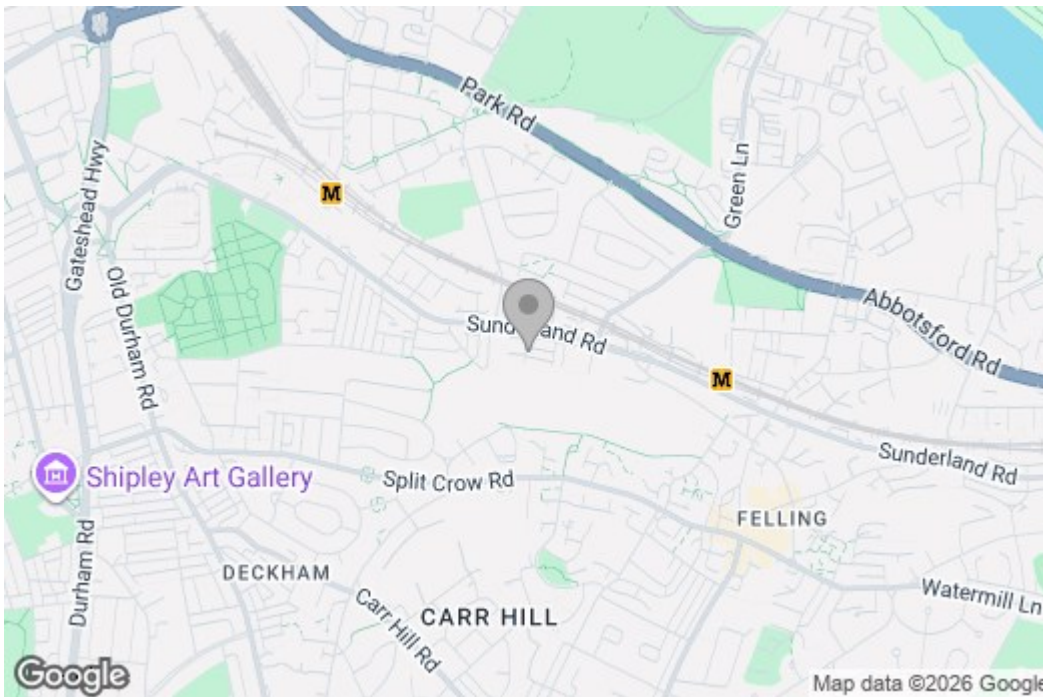 Park Rd
Green Ln
Gateshead Hwy
Old Durham Rd
M
Abbotsford Rd
Sunderland Rd
M
Sunderland Rd
Shipley Art Gallery
Split Crow Rd
FELLING
Durham Rd
DECKHAM
Carr Hill Rd
CARR HILL
Watermill Ln
Google
Map data ©2026 Google